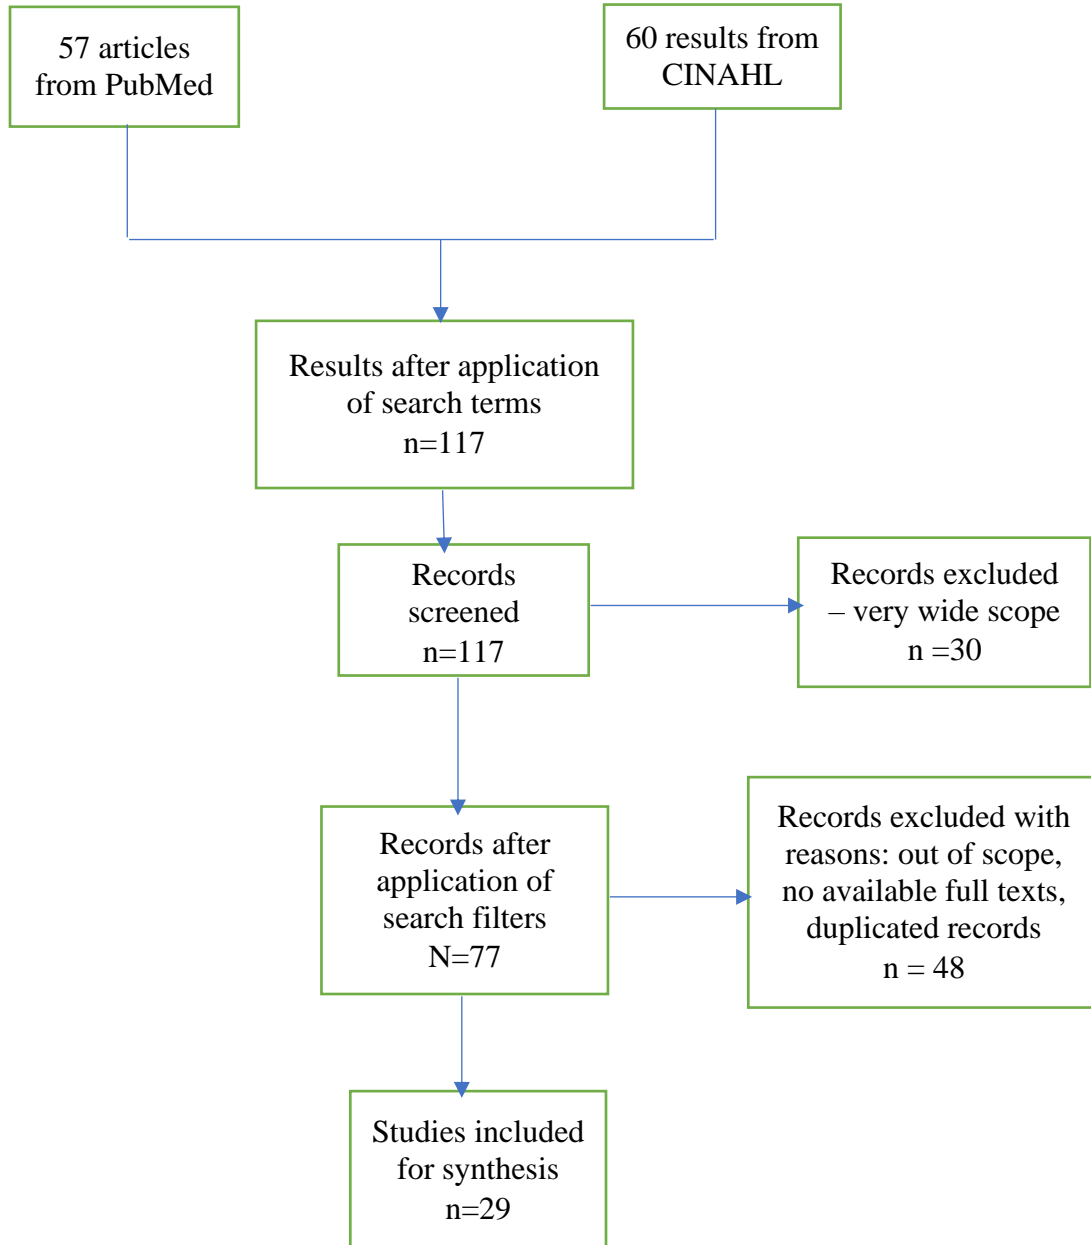 57 articles
from PubMed
60 results from
CINAHL
Results after application
of search terms
n=117
Records
screened
n=117
Records excluded
– very wide scope
n =30
Records after
application of
search filters
N=77
Records excluded with
reasons: out of scope,
no available full texts,
duplicated records
n = 48
Studies included
for synthesis
n=29